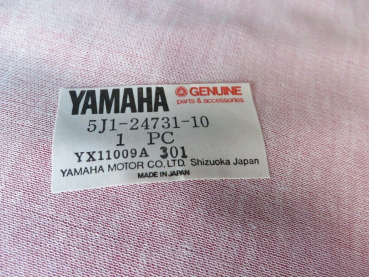 YAMAHA GENUINE
parts & accessories
5J1-24731-10
1 PC
YX11009A 301
YAMAHA MOTOR CO.,LTD. Shizuoka Japan
MADE IN JAPAN